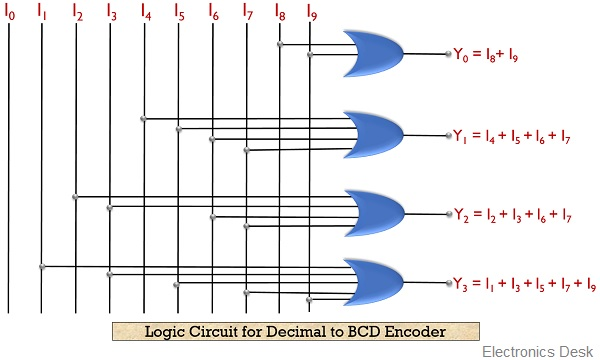 I₀ I₁ I₂ I₃ I₄ I₅ I₆ I₇ I₈ I₉
Y₀ = I₈+ I₉
Y₁ = I₄ + I₅ + I₆ + I₇
Y₂ = I₂ + I₃ + I₆ + I₇
Y₃ = I₁ + I₃ + I₅ + I₇ + I₉
Logic Circuit for Decimal to BCD Encoder
Electronics Desk